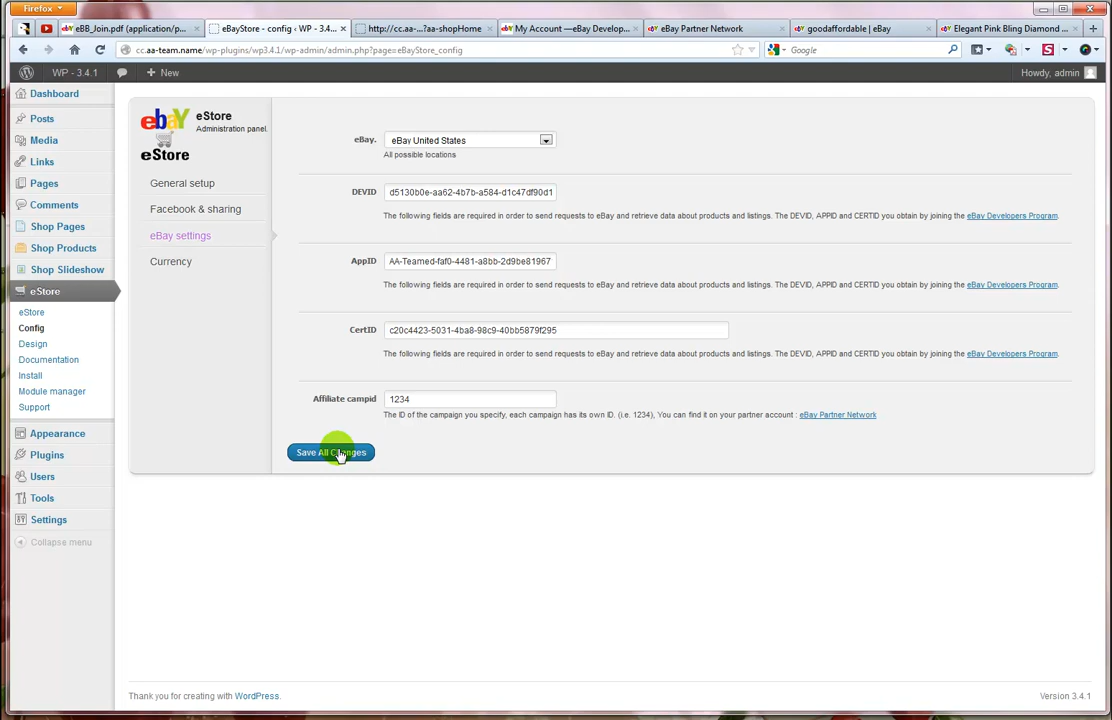 Firefox
eBB_Join.pdf (application/p...
eBayStore - config ‹ WP - 3.4...
http://cc.aa-...?aa-shopHome
My Account —eBay Develop...
eBay Partner Network
goodaffordable | eBay
Elegant Pink Bling Diamond ...
cc.aa-team.name/wp-plugins/wp3.4.1/wp-admin/admin.php?page=eBayStore_config
Google
WP - 3.4.1
New
Howdy, admin
Dashboard
Posts
Media
Links
Pages
Comments
Shop Pages
Shop Products
Shop Slideshow
eStore
eStore
Config
Design
Documentation
Install
Module manager
Support
Appearance
Plugins
Users
Tools
Settings
Collapse menu
ebaY
eStore
eStore
Administration panel.
General setup
Facebook & sharing
eBay settings
Currency
eBay.
eBay United States
All possible locations
DEVID
d5130b0e-aa62-4b7b-a584-d1c47df90d1
The following fields are required in order to send requests to eBay and retrieve data about products and listings. The DEVID, APPID and CERTID you obtain by joining the eBay Developers Program.
AppID
AA-Teamed-faf0-4481-a8bb-2d9be81967
The following fields are required in order to send requests to eBay and retrieve data about products and listings. The DEVID, APPID and CERTID you obtain by joining the eBay Developers Program.
CertID
c20c4423-5031-4ba8-98c9-40bb5879f295
The following fields are required in order to send requests to eBay and retrieve data about products and listings. The DEVID, APPID and CERTID you obtain by joining the eBay Developers Program.
Affiliate campid
1234
The ID of the campaign you specify, each campaign has its own ID. (i.e. 1234), You can find it on your partner account : eBay Partner Network
Save All Changes
Thank you for creating with WordPress.
Version 3.4.1